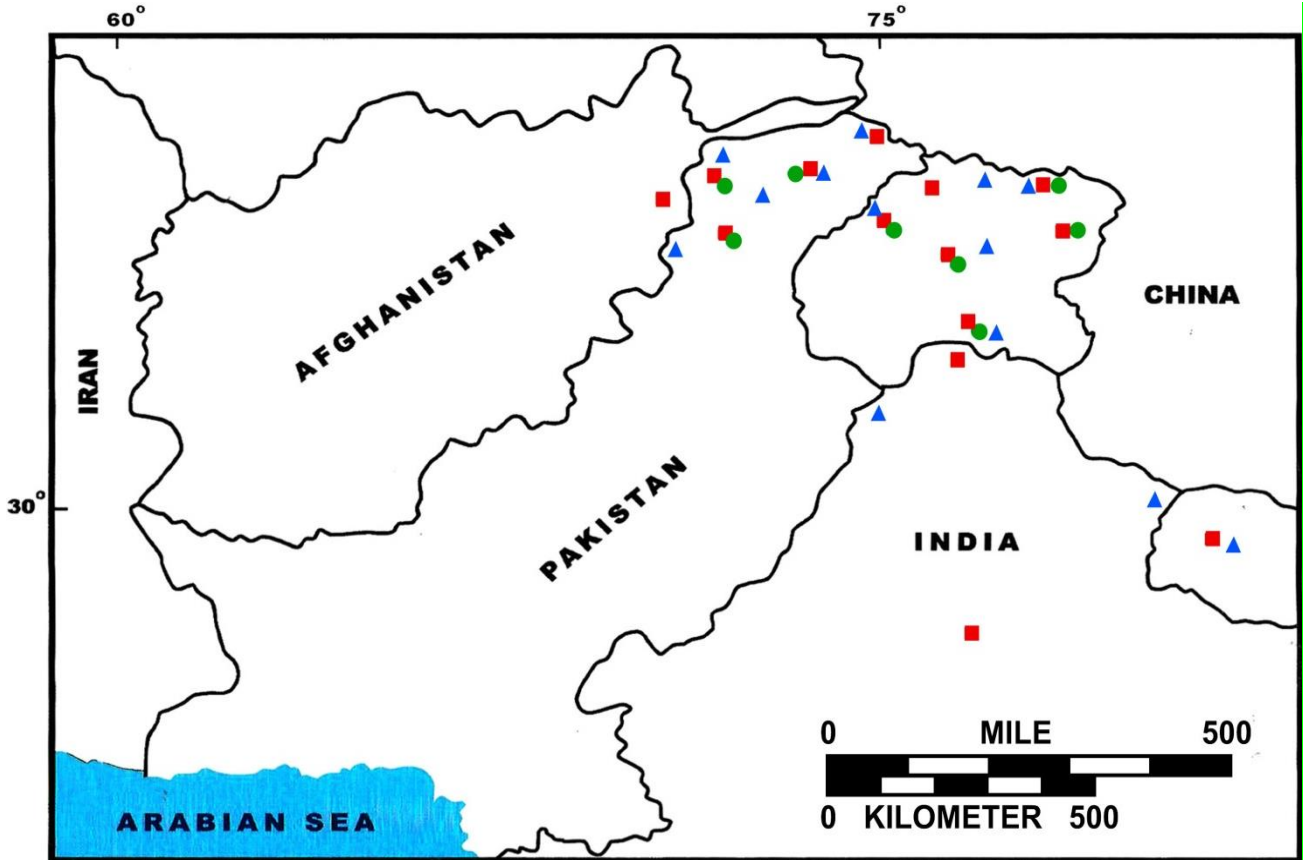 60°
75°
AFGHANISTAN
CHINA
IRAN
PAKISTAN
30°
INDIA
0 MILE 500
0 KILOMETER 500
ARABIAN SEA